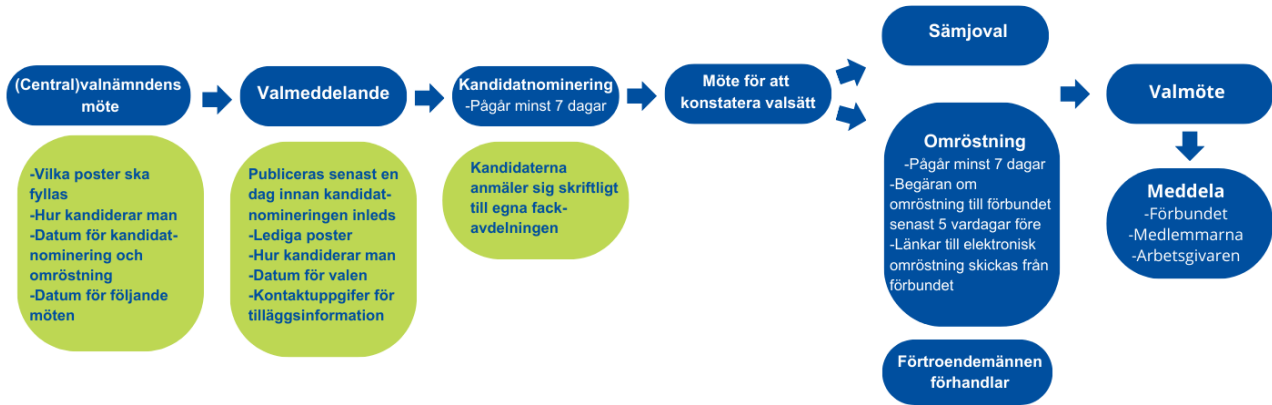 (Central)valnämndens
möte
-Vilka poster ska
fyllas
-Hur kandiderar man
-Datum för kandidat-
nominering och
omröstning
-Datum för följande
möten
Valmeddelande
Publiceras senast en
dag innan kandidat-
nomineringen inleds
-Lediga poster
-Hur kandiderar man
-Datum för valen
-Kontaktuppgifer för
tilläggsinformation
Kandidatnominering
-Pågår minst 7 dagar
Kandidaterna
anmäler sig skriftligt
till egna fack-
avdelningen
Möte för att
konstatera valsätt
Sämjoval
Omröstning
-Pågår minst 7 dagar
-Begäran om
omröstning till förbundet
senast 5 vardagar före
-Länkar till elektronisk
omröstning skickas från
förbundet
Förtroendemännen
förhandlar
Valmöte
Meddela
-Förbundet
-Medlemmarna
-Arbetsgivaren